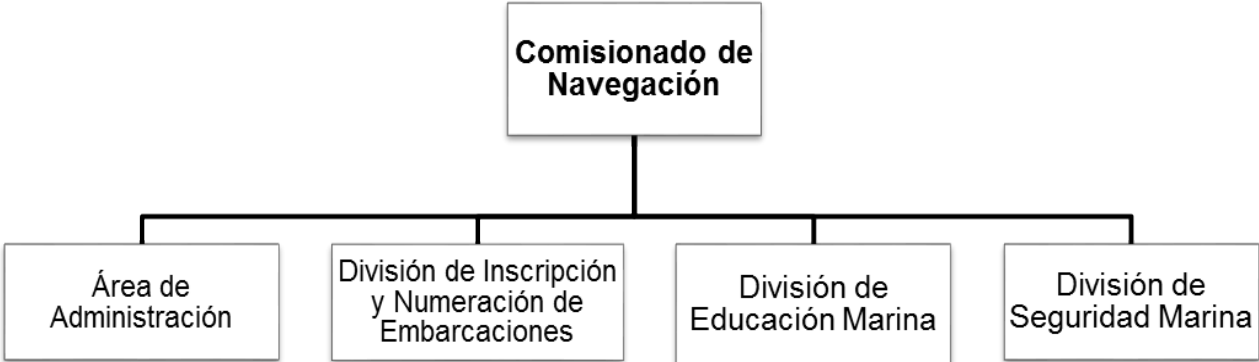 Comisionado de
Navegación
Área de
Administración
División de Inscripción
y Numeración de
Embarcaciones
División de
Educación Marina
División de
Seguridad Marina